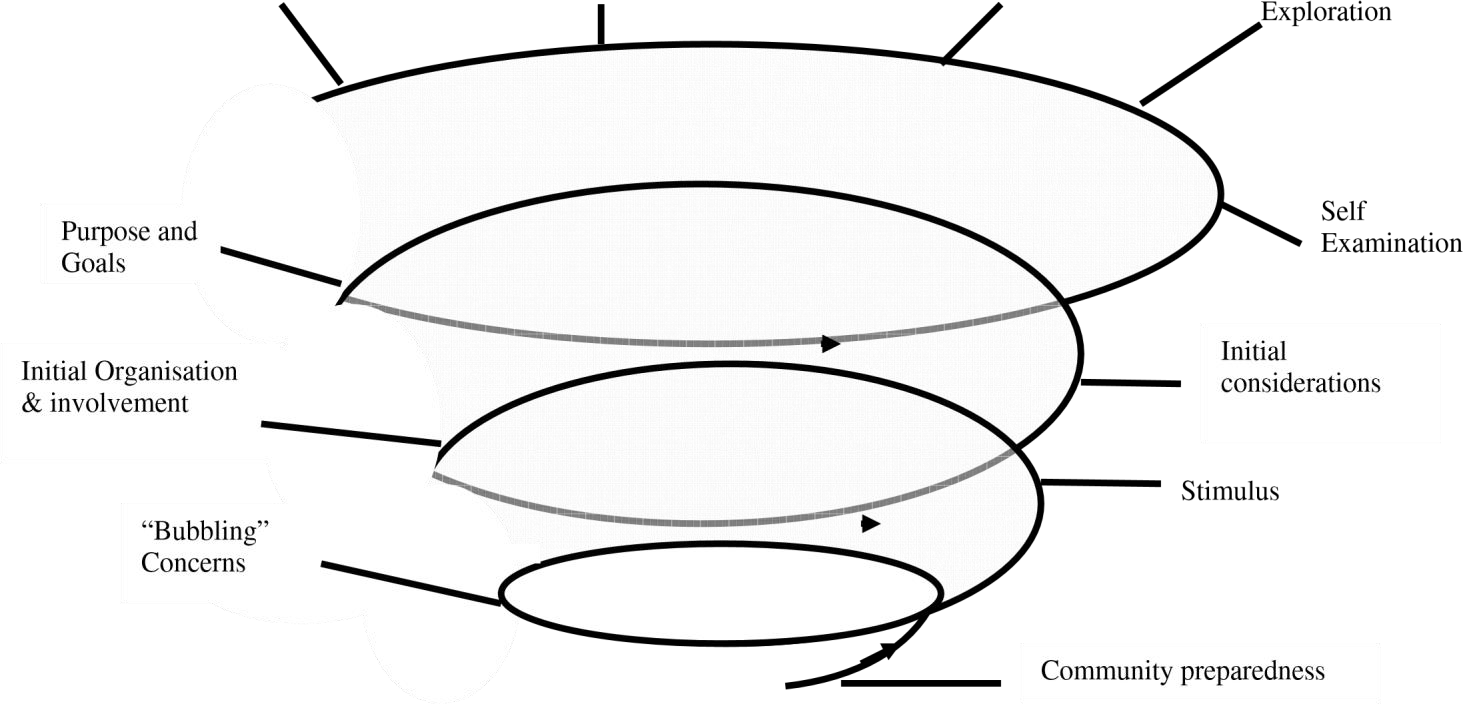 Exploration
Purpose and
Goals
Self
Examination
Initial Organisation
& involvement
Initial
considerations
Stimulus
“Bubbling”
Concerns
Community preparedness